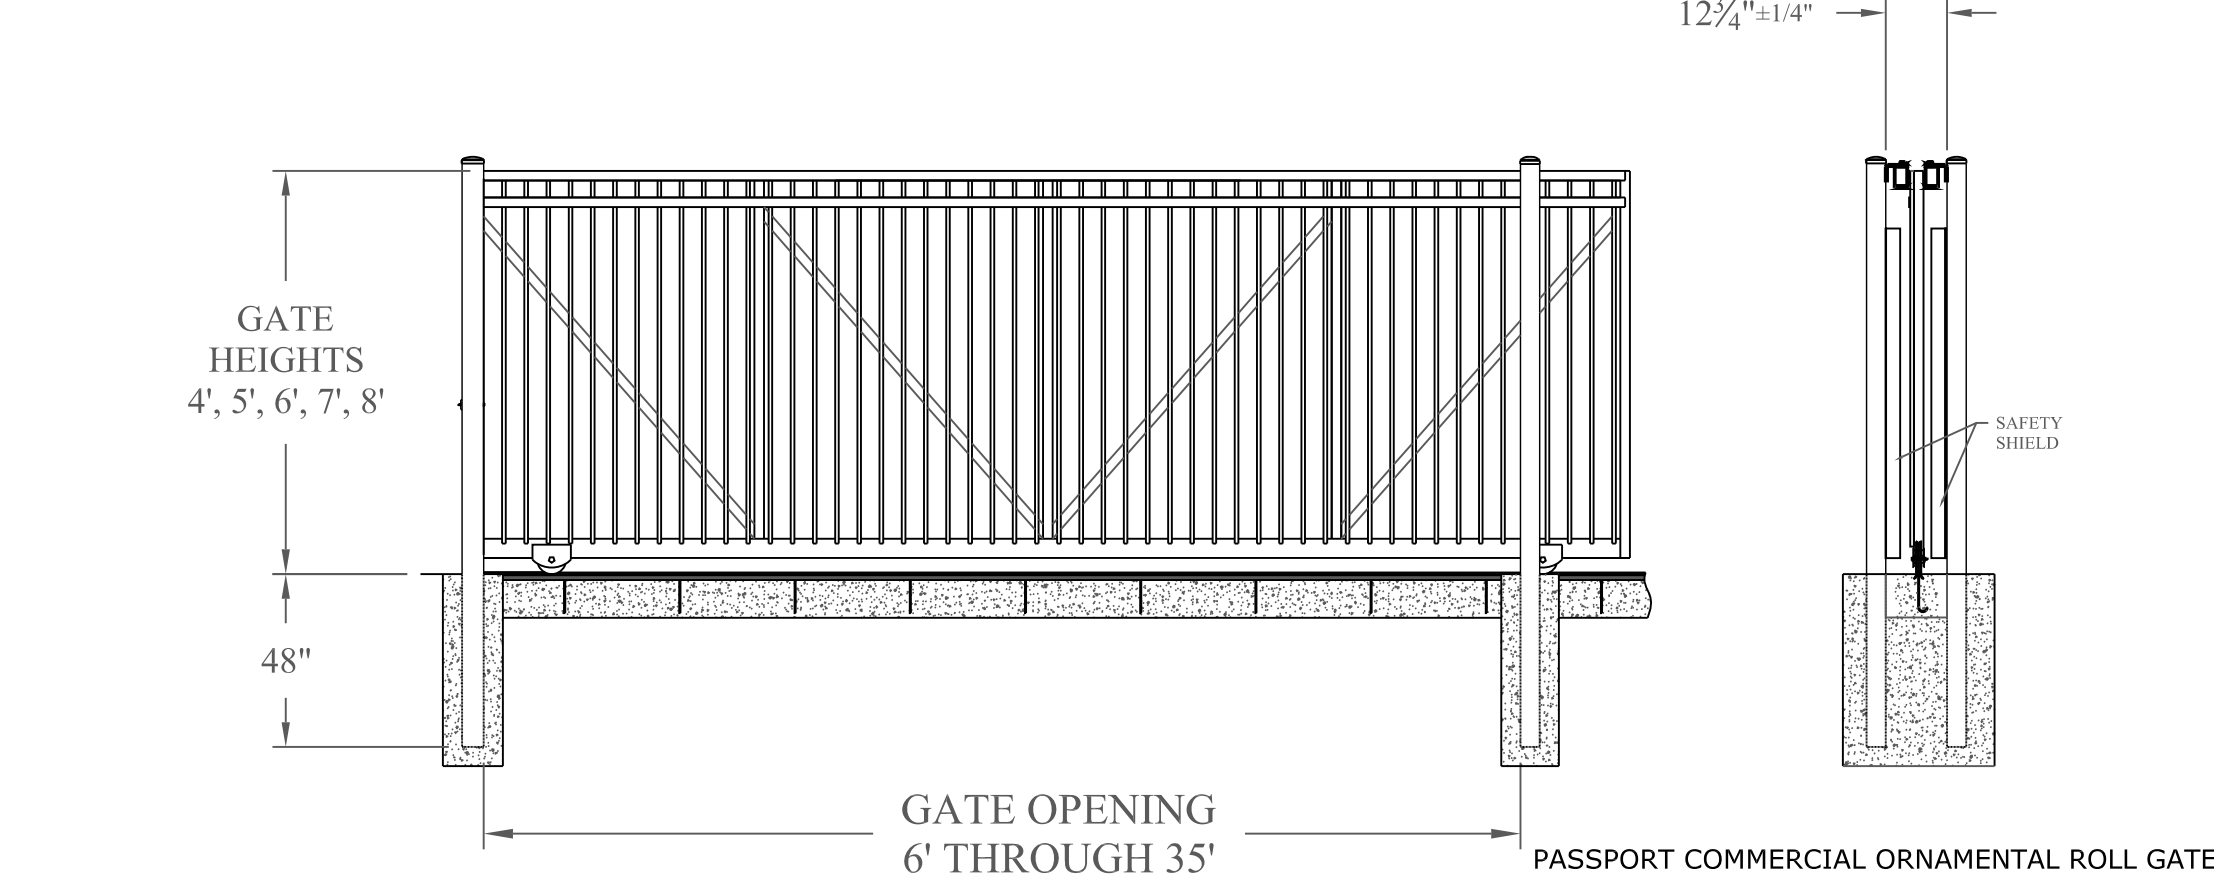 12¾"±1/4"
GATE
HEIGHTS
4', 5', 6', 7', 8'
SAFETY
SHIELD
48"
GATE OPENING
6' THROUGH 35'
PASSPORT COMMERCIAL ORNAMENTAL ROLL GATE